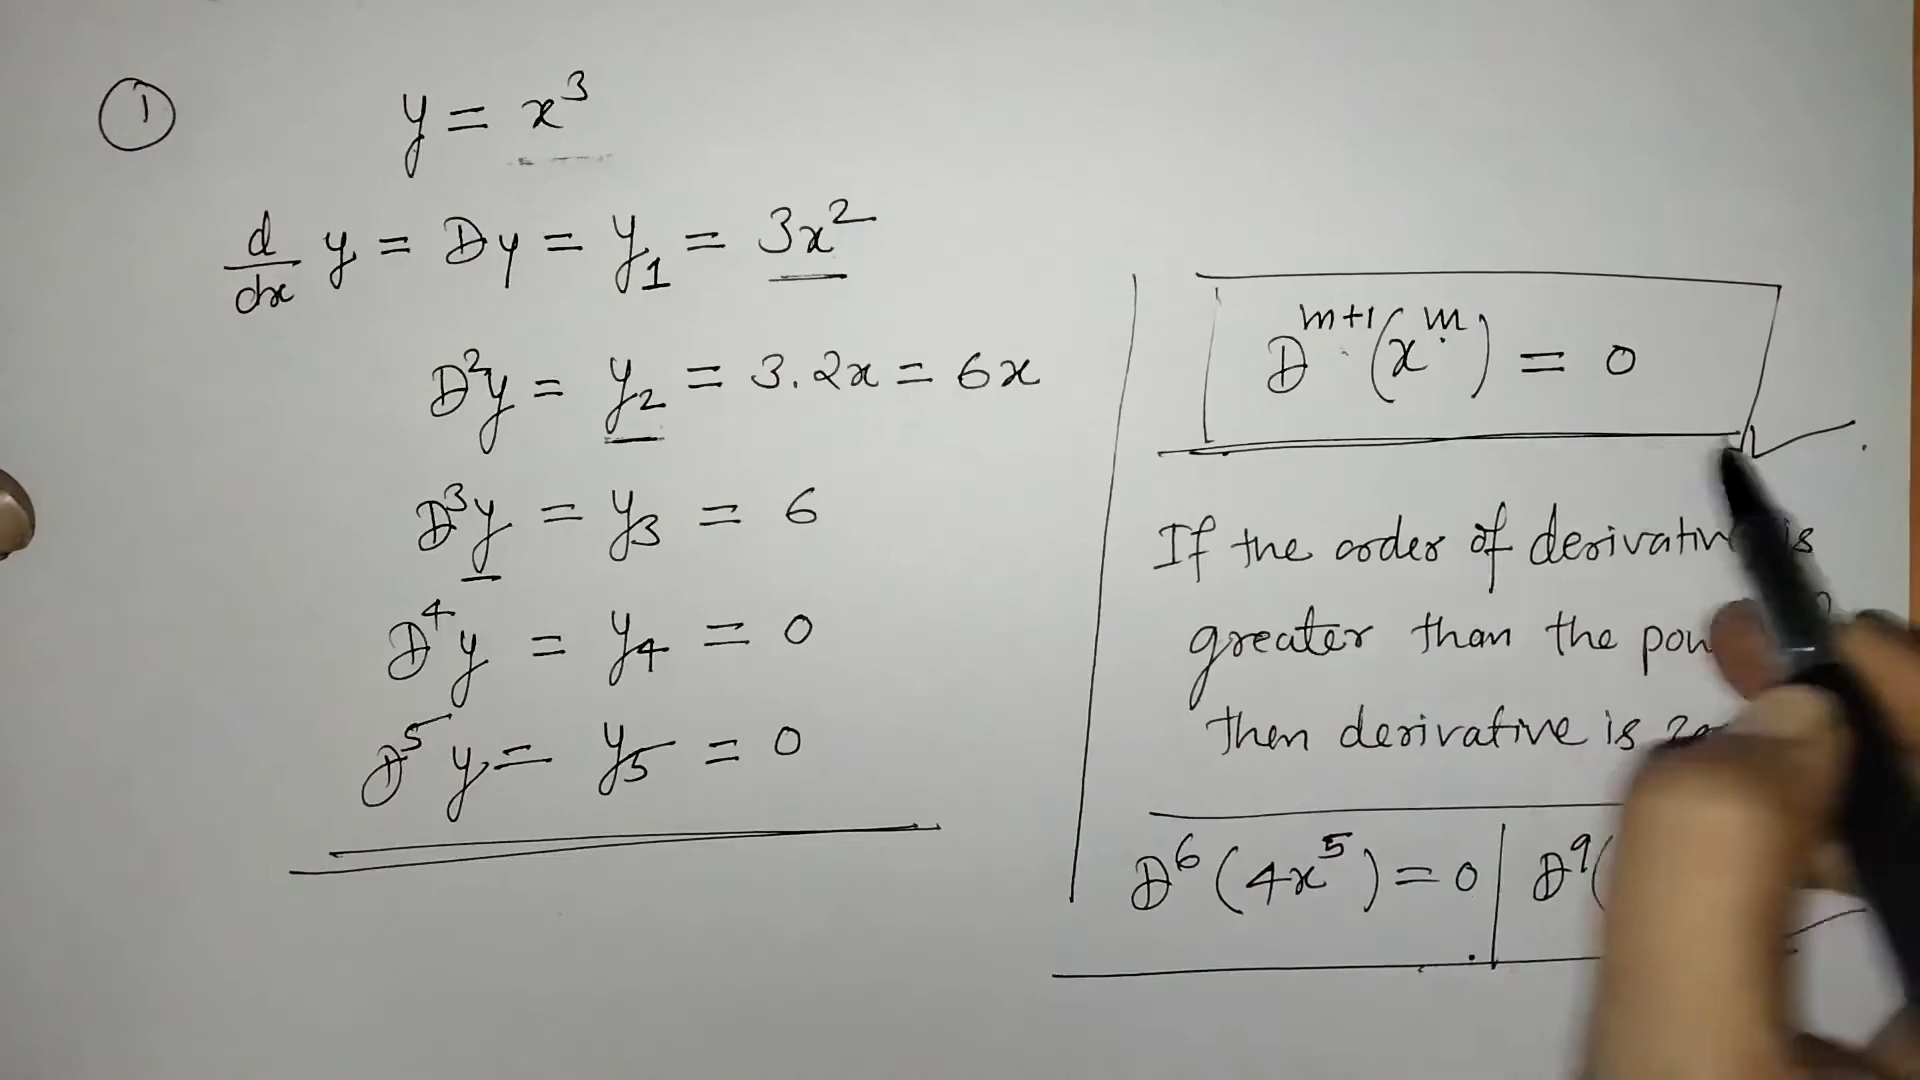 ①
y = x³
d/dx y = Dy = y₁ = 3x²
D²y = y₂ = 3.2x = 6x
D³y = y₃ = 6
D⁴y = y₄ = 0
D⁵y = y₅ = 0
Dᵐ⁺¹(xᵐ) = 0
If the order of derivative is
greater than the
then derivative is
D⁶(4x⁵) = 0 | D⁹(